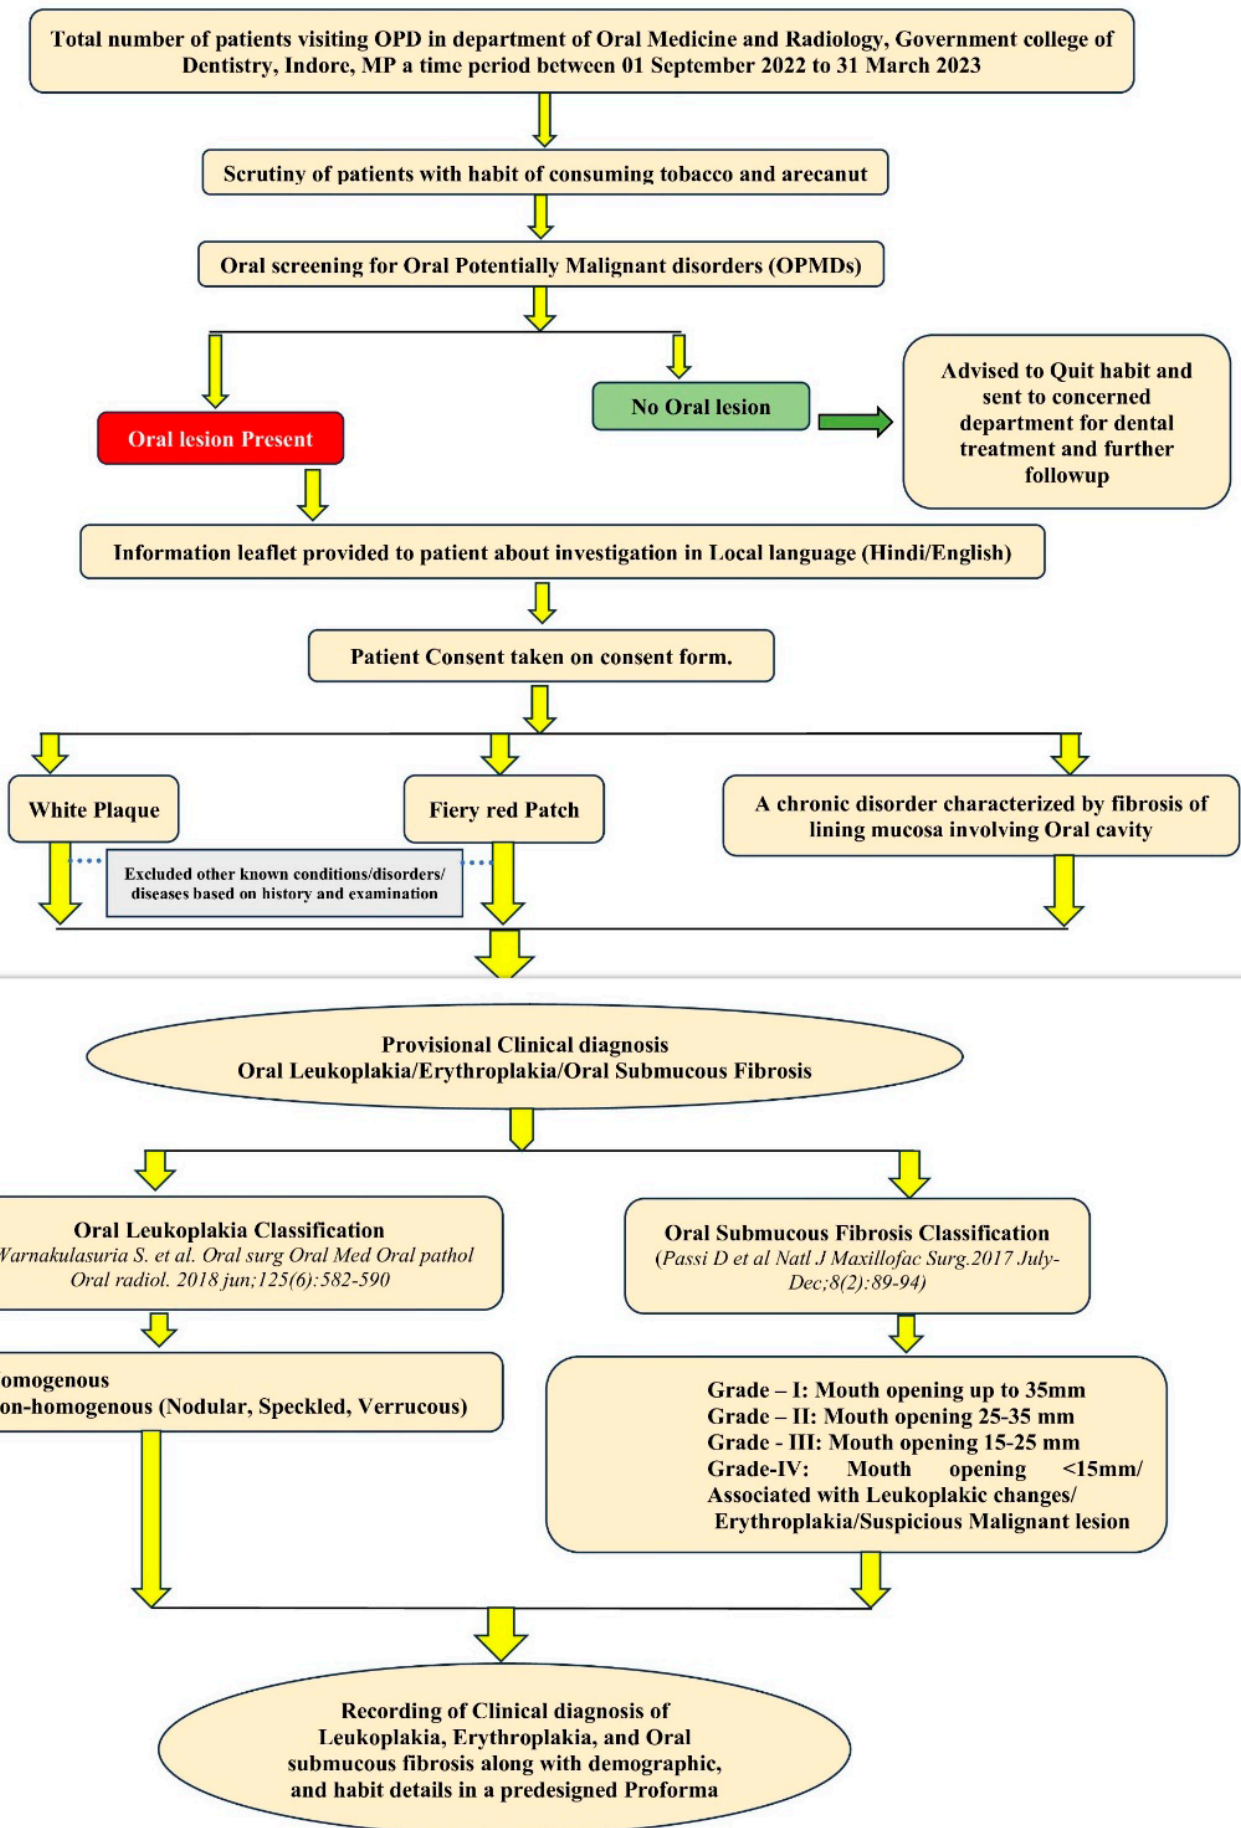 Total number of patients visiting OPD in department of Oral Medicine and Radiology, Government college of
Dentistry, Indore, MP a time period between 01 September 2022 to 31 March 2023
Scrutiny of patients with habit of consuming tobacco and arecanut
Oral screening for Oral Potentially Malignant disorders (OPMDs)
Oral lesion Present
No Oral lesion
Advised to Quit habit and
sent to concerned
department for dental
treatment and further
followup
Information leaflet provided to patient about investigation in Local language (Hindi/English)
Patient Consent taken on consent form.
White Plaque
Fiery red Patch
A chronic disorder characterized by fibrosis of
lining mucosa involving Oral cavity
Excluded other known conditions/disorders/
diseases based on history and examination
Provisional Clinical diagnosis
Oral Leukoplakia/Erythroplakia/Oral Submucous Fibrosis
Oral Leukoplakia Classification
Warnakulasuria S. et al. Oral surg Oral Med Oral pathol
Oral radiol. 2018 jun;125(6):582-590
Oral Submucous Fibrosis Classification
(Passi D et al Natl J Maxillofac Surg.2017 July-
Dec;8(2):89-94)
omogenous
on-homogenous (Nodular, Speckled, Verrucous)
Grade – I: Mouth opening up to 35mm
Grade – II: Mouth opening 25-35 mm
Grade - III: Mouth opening 15-25 mm
Grade-IV: Mouth opening <15mm/
Associated with Leukoplakic changes/
Erythroplakia/Suspicious Malignant lesion
Recording of Clinical diagnosis of
Leukoplakia, Erythroplakia, and Oral
submucous fibrosis along with demographic,
and habit details in a predesigned Proforma